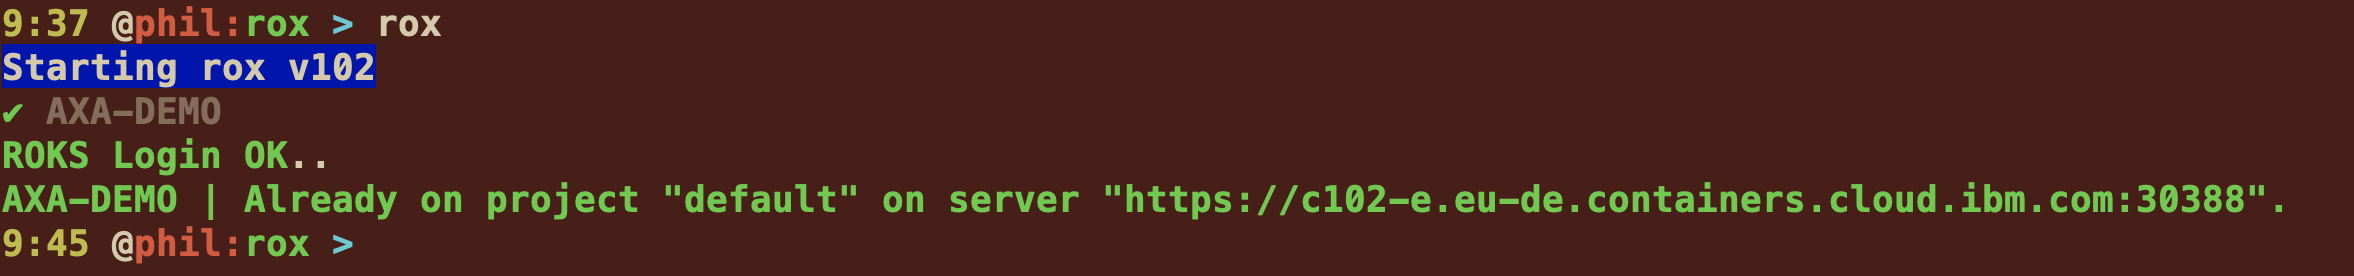 9:37 @phil:rox > rox
Starting rox v102
✔ AXA-DEMO
ROKS Login OK..
AXA-DEMO | Already on project "default" on server "https://c102-e.eu-de.containers.cloud.ibm.com:30388".
9:45 @phil:rox >